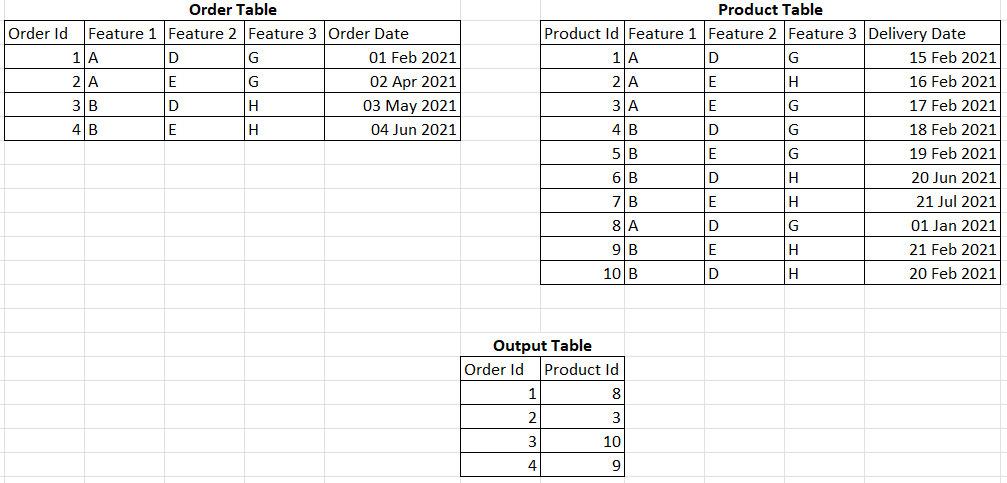 Order Table
Order Id Feature 1 Feature 2 Feature 3 Order Date
1 A D G 01 Feb 2021
2 A E G 02 Apr 2021
3 B D H 03 May 2021
4 B E H 04 Jun 2021
Product Table
Product Id Feature 1 Feature 2 Feature 3 Delivery Date
1 A D G 15 Feb 2021
2 A E H 16 Feb 2021
3 A E G 17 Feb 2021
4 B D G 18 Feb 2021
5 B E G 19 Feb 2021
6 B D H 20 Jun 2021
7 B E H 21 Jul 2021
8 A D G 01 Jan 2021
9 B E H 21 Feb 2021
10 B D H 20 Feb 2021
Output Table
Order Id Product Id
1 8
2 3
3 10
4 9